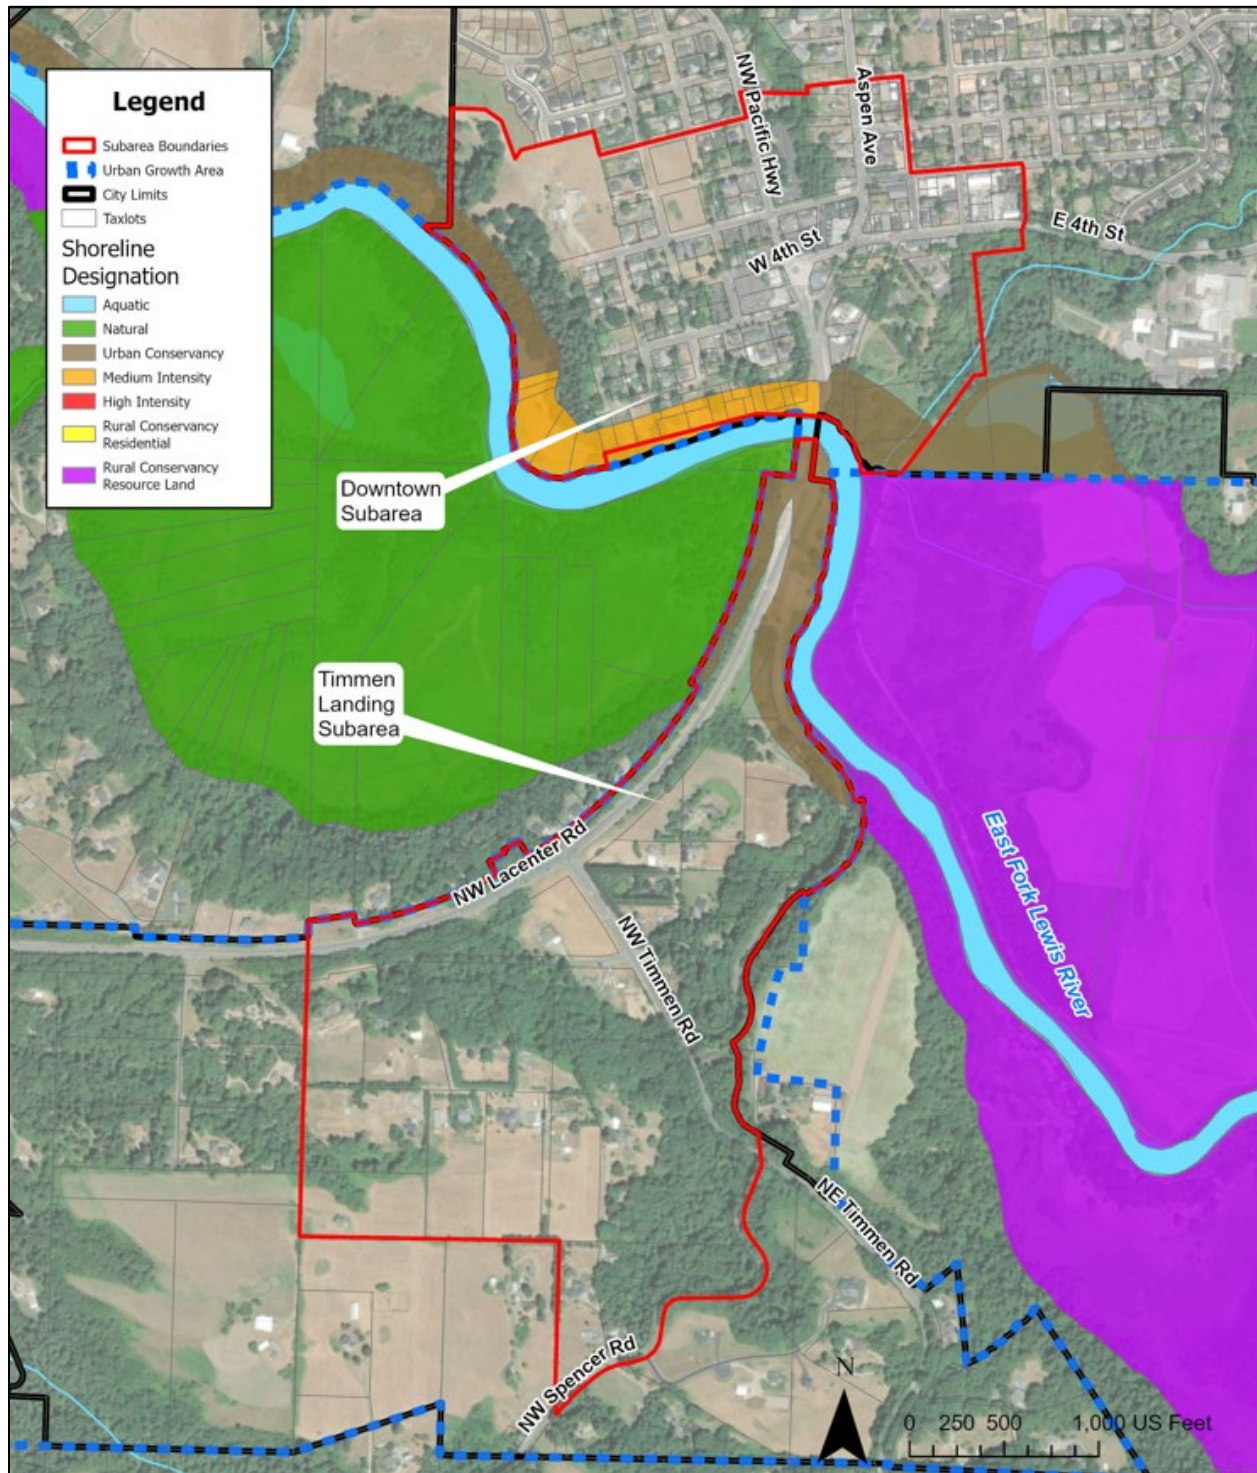 Legend
Subarea Boundaries
Urban Growth Area
City Limits
Taxlots
Shoreline
Designation
Aquatic
Natural
Urban Conservancy
Medium Intensity
High Intensity
Rural Conservancy
Residential
Rural Conservancy
Resource Land
NW Pacific Hwy
Aspen Ave
W 4th St
E 4th St
Downtown
Subarea
Timmen
Landing
Subarea
NW Lacenter Rd
NW Timmen Rd
East Fork Lewis River
NE Timmen Rd
NW Spencer Rd
N
0 250 500 1,000 US Feet